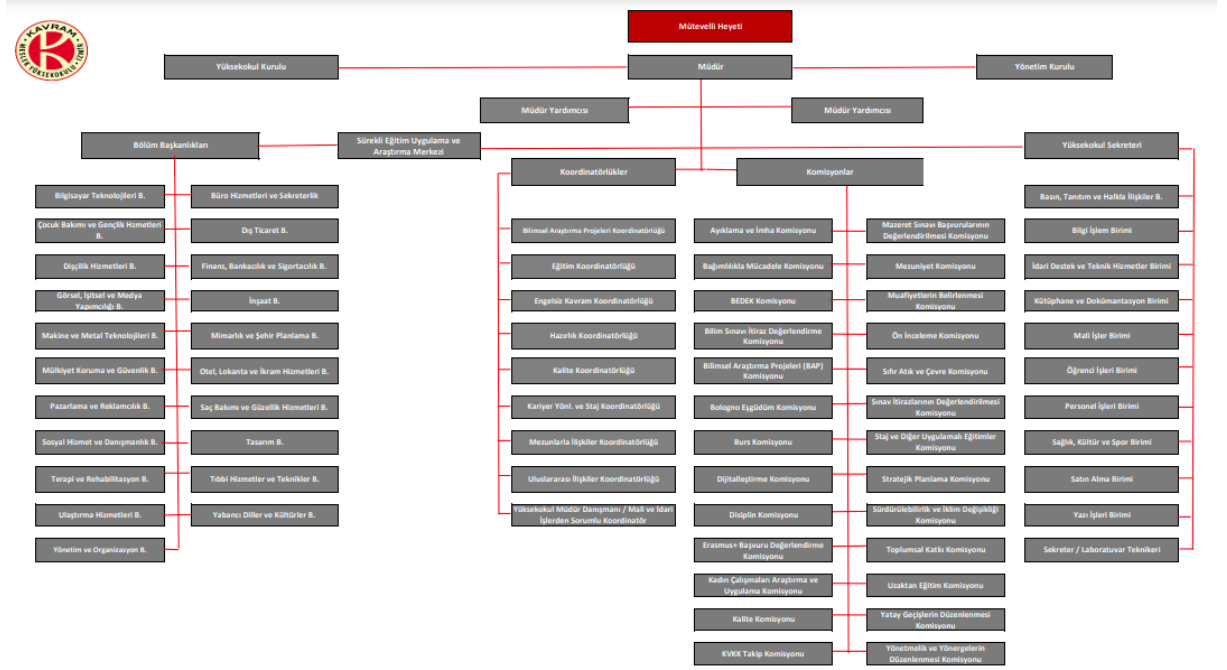 KAVRAM
MESLEK YÜKSEKOKULU - İZMİR
Mütevelli Heyeti
Yüksekokul Kurulu
Müdür
Yönetim Kurulu
Müdür Yardımcısı
Müdür Yardımcısı
Bölüm Başkanlıkları
Sürekli Eğitim Uygulama ve
Araştırma Merkezi
Yüksekokul Sekreteri
Koordinatörlükler
Komisyonlar
Bilgisayar Teknolojileri B.
Çocuk Bakımı ve Gençlik Hzmetleri
B.
Dişçilik Hizmetleri B.
Görsel, İşitsel ve Medya
Yapımcılığı B.
Makine ve Metal Teknolojileri B.
Mülkiyet Koruma ve Güvenlik B.
Pazarlama ve Reklamcılık B.
Sosyal Hizmet ve Danışmanlık B.
Terapi ve Rehabilitasyon B.
Ulaştırma Hizmetleri B.
Yönetim ve Organizasyon B.
Büro Hizmetleri ve Sekreterlik
Dış Ticaret B.
Finans, Bankacılık ve Sigortacılık B.
İnşaat B.
Mimarlık ve Şehir Planlama B.
Otel, Lokanta ve İkram Hizmetleri B.
Saç Bakımı ve Güzellik Hizmetleri B.
Tasarım B.
Tıbbi Hizmetler ve Teknikler B.
Yabancı Diller ve Kültürler B.
Bilimsel Araştırma Projeleri Koordinatörlüğü
Eğitim Koordinatörlüğü
Engelsiz Kavram Koordinatörlüğü
Hazırlık Koordinatörlüğü
Kalite Koordinatörlüğü
Kariyer Yönl. ve Staj Koordinatörlüğü
Mezunlarla İlişkiler Koordinatörlüğü
Uluslararası İlişkiler Koordinatörlüğü
Yüksekokul Müdür Danışmanı / Mali ve İdari
İşlerden Sorumlu Koordinatör
Ayıklama ve İmha Komisyonu
Bağımlılıkla Mücadele Komisyonu
BEDEK Komisyonu
Bilim Sınavı İtiraz Değerlendirme
Komisyonu
Bilimsel Araştırma Projeleri (BAP)
Komisyonu
Bologno Eşgüdüm Komisyonu
Burs Komisyonu
Dijitalleştirme Komisyonu
Disiplin Komisyonu
Erasmus+ Başvuru Değerlendirme
Komisyonu
Kadın Çalışmaları Araştırma ve
Uygulama Komisyonu
Kalite Komisyonu
KVKK Takip Komisyonu
Mazeret Sınavı Başvurularının
Değerlendirilmesi Komisyonu
Mezuniyet Komisyonu
Muafiyetlerin Belirlenmesi
Komisyonu
Ön İnceleme Komisyonu
Sıfır Atık ve Çevre Komisyonu
Sınav İtirazlarının Değerlendirilmesi
Komisyonu
Staj ve Diğer Uygulamalı Eğitimler
Komisyonu
Stratejik Planlama Komisyonu
Sürdürülebilirlik ve İklim Değişikliği
Komisyonu
Toplumsal Katkı Komisyonu
Uzaktan Eğitim Komisyonu
Yatay Geçişlerin Düzenlenmesi
Komisyonu
Yönetmelik ve Yönergelerin
Düzenlenmesi Komisyonu
Basın, Tanıtım ve Halkla İlişkiler B.
Bilgi İşlem Birimi
İdari Destek ve Teknik Hizmetler Birimi
Kütüphane ve Dokümantasyon Birimi
Mali İşler Birimi
Öğrenci İşleri Birimi
Personel İşleri Birimi
Sağlık, Kültür ve Spor Birimi
Satın Alma Birimi
Yazı İşleri Birimi
Sekreter / Laboratuvar Teknikeri